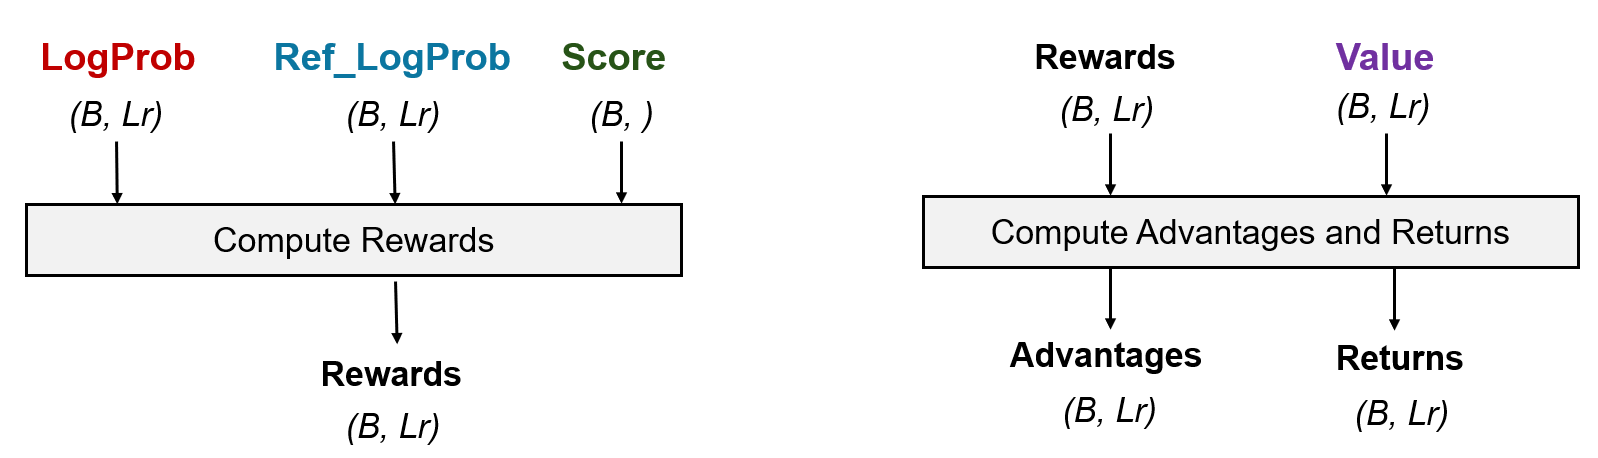 LogProb
Ref_LogProb
Score
(B, Lr)
(B, Lr)
(B, )
Compute Rewards
Rewards
(B, Lr)
Rewards
Value
(B, Lr)
(B, Lr)
Compute Advantages and Returns
Advantages
Returns
(B, Lr)
(B, Lr)